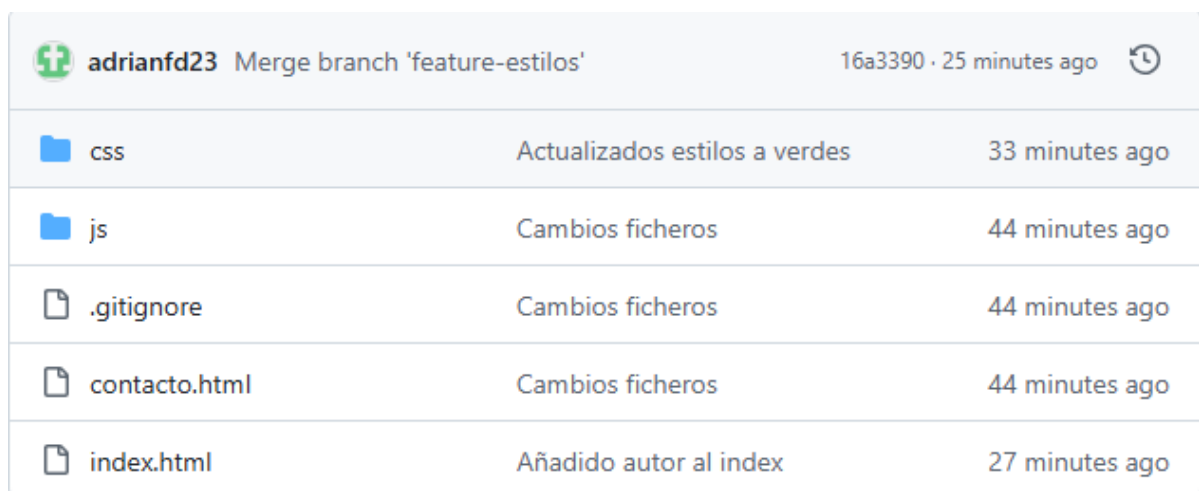 adrianfd23 Merge branch 'feature-estilos' 16a3390 · 25 minutes ago
css Actualizados estilos a verdes 33 minutes ago
js Cambios ficheros 44 minutes ago
.gitignore Cambios ficheros 44 minutes ago
contacto.html Cambios ficheros 44 minutes ago
index.html Añadido autor al index 27 minutes ago